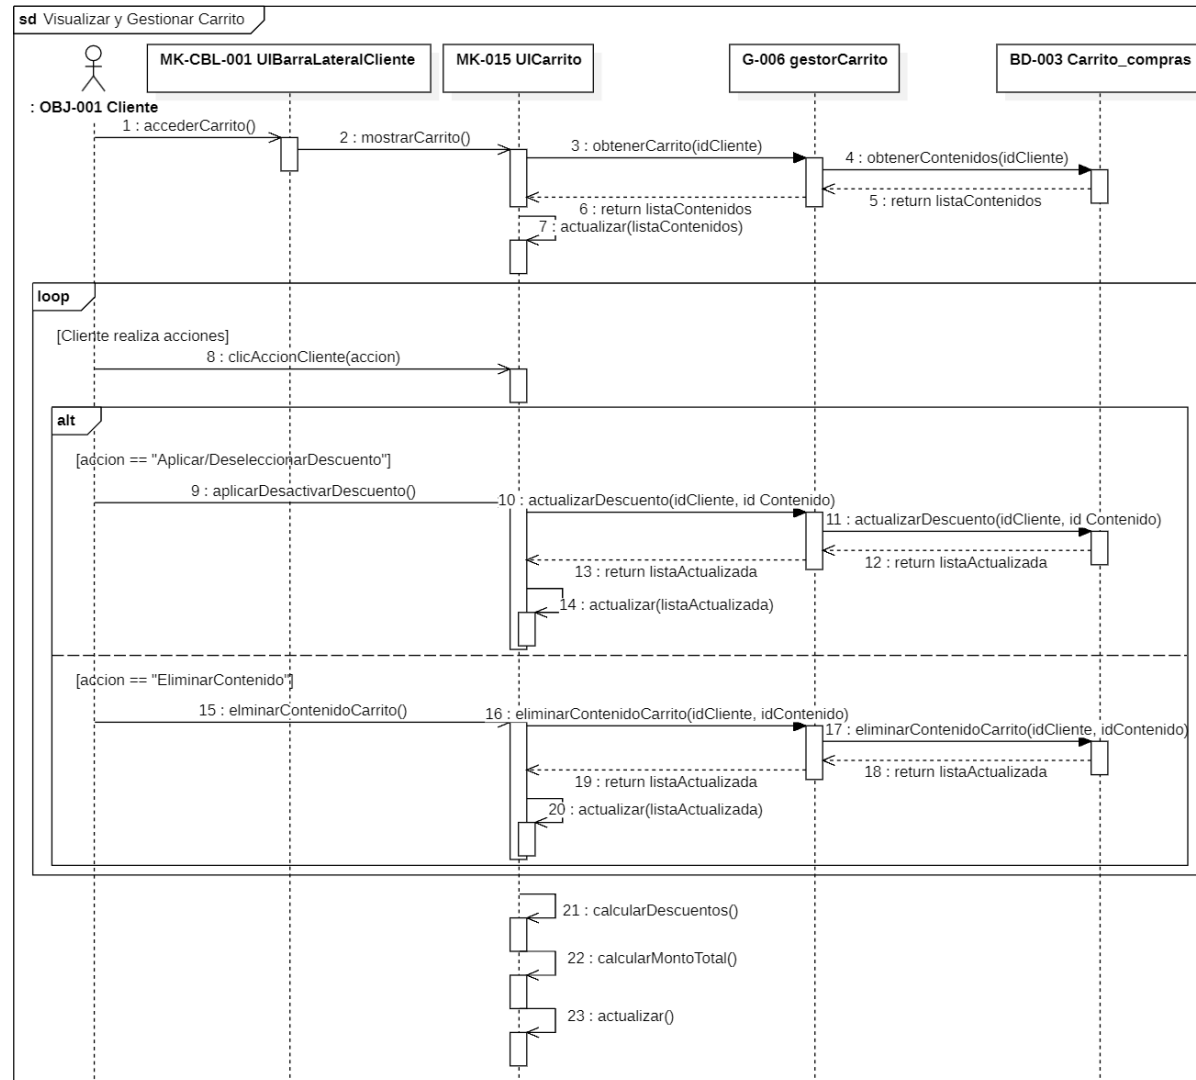 sd Visualizar y Gestionar Carrito
MK-CBL-001 UIBarraLateralCliente
MK-015 UICarrito
G-006 gestorCarrito
BD-003 Carrito_compras
: OBJ-001 Cliente
1 : accederCarrito()
2 : mostrarCarrito()
3 : obtenerCarrito(idCliente)
4 : obtenerContenidos(idCliente)
5 : return listaContenidos
6 : return listaContenidos
7 : actualizar(listaContenidos)
loop
[Cliente realiza acciones]
8 : clicAccionCliente(accion)
alt
[accion == "Aplicar/DeseleccionarDescuento"]
9 : aplicarDesactivarDescuento()
10 : actualizarDescuento(idCliente, id Contenido)
11 : actualizarDescuento(idCliente, id Contenido)
12 : return listaActualizada
13 : return listaActualizada
14 : actualizar(listaActualizada)
[accion == "EliminarContenido"]
15 : elminarContenidoCarrito()
16 : eliminarContenidoCarrito(idCliente, idContenido)
17 : eliminarContenidoCarrito(idCliente, idContenido)
18 : return listaActualizada
19 : return listaActualizada
20 : actualizar(listaActualizada)
21 : calcularDescuentos()
22 : calcularMontoTotal()
23 : actualizar()